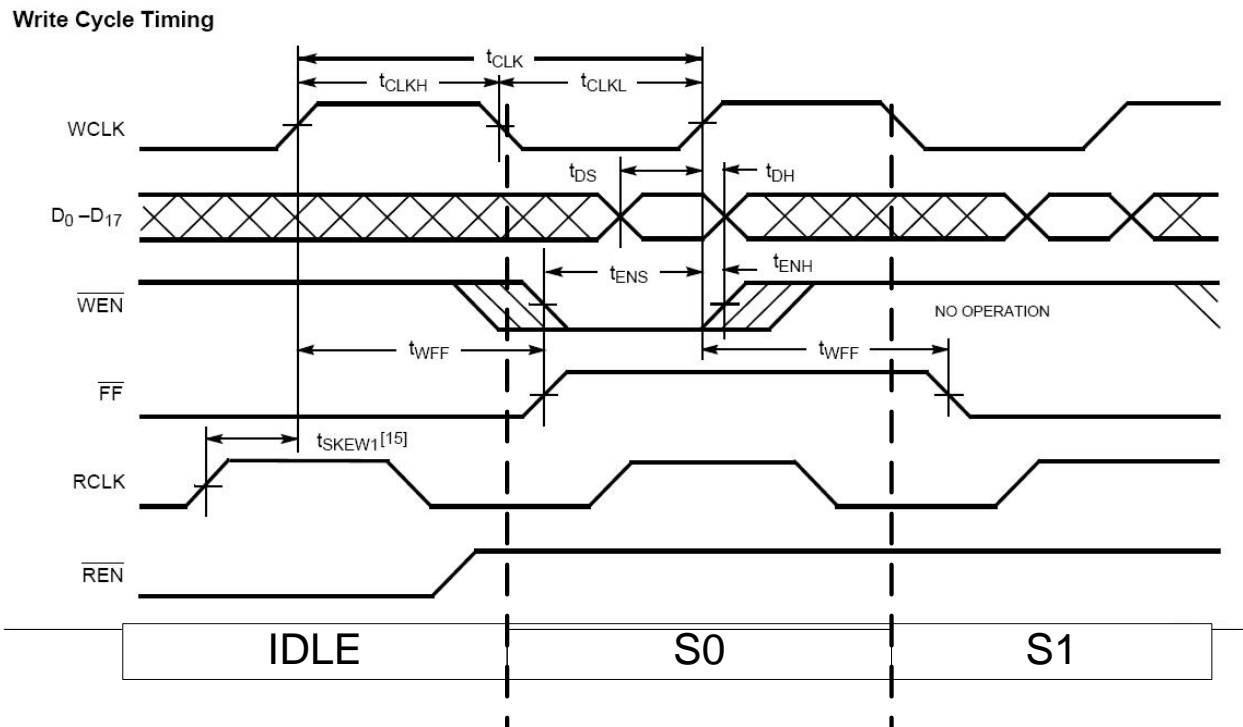 Write Cycle Timing
tCLK
tCLKH
tCLKL
WCLK
tDS
tDH
D0 –D17
tENS
tENH
WEN
NO OPERATION
tWFF
tWFF
FF
tSKEW1[15]
RCLK
REN
IDLE
S0
S1